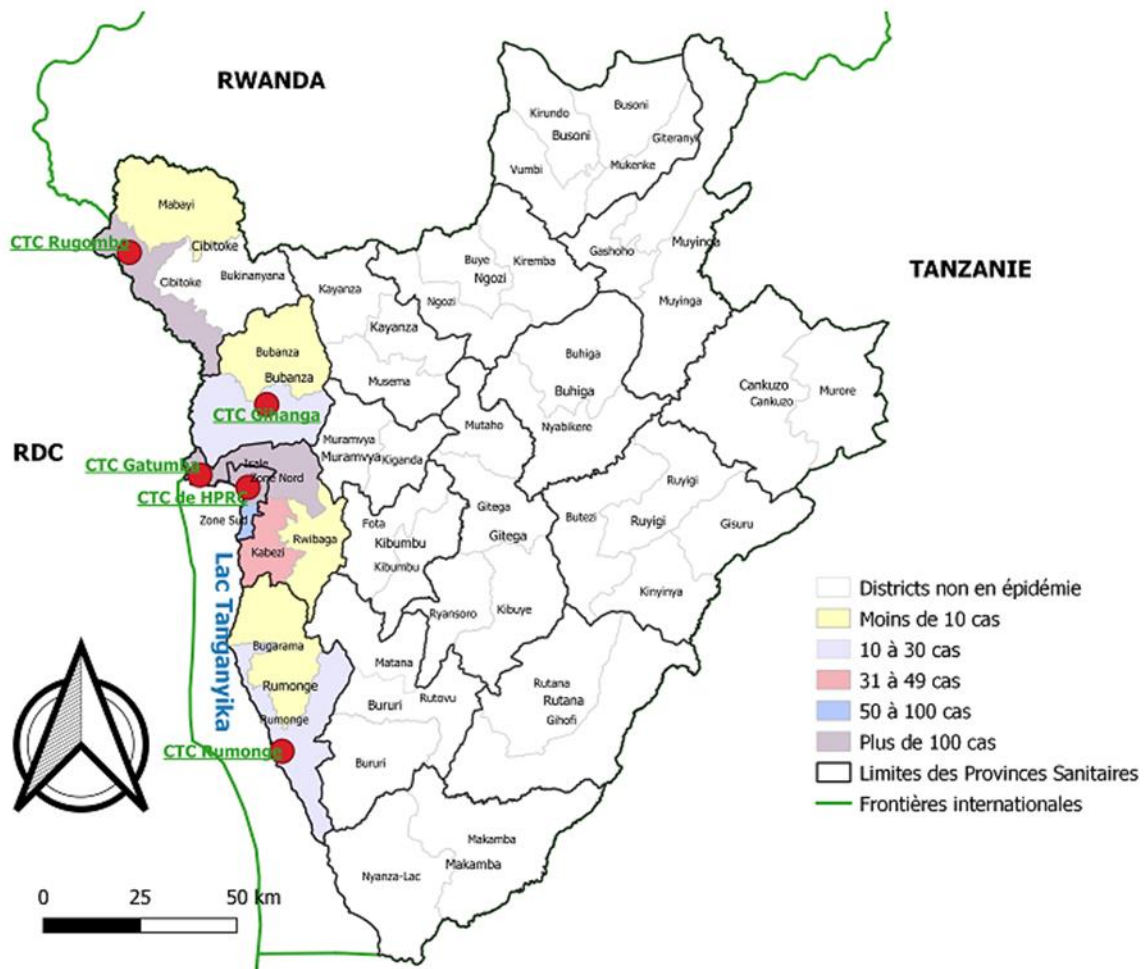 RWANDA
Kirundo
Busoni
Busoni
Giteranyi
Vumbi
Mukenke
Mabayi
CTC Rugombo
Cibitoke
Cibitoke
Bukinanyana
Kayanza
Kayanza
Musema
Buye
Kiremba
Ngozi
Ngozi
Gashoho
Muyinga
Muyinga
TANZANIE
Bubanza
Bubanza
CTC Gihanga
Buhiga
Buhiga
Nyabikere
Cankuzo
Cankuzo
Murore
RDC
CTC Gatumba
Isale
Zone Nord
CTC de HPRC
Zone Sud
Muramvya
Muramvya
Kiganda
Mutaho
Gitega
Gitega
Ruyigi
Butezi
Ruyigi
Gisuru
Kinyinya
Fota
Kibumbu
Kibumbu
Kabezi
Rwibaga
Lac Tanganyika
Ryansoro
Kibuye
Bugarama
Rumonge
Rumonge
CTC Rumonge
Matana
Bururi
Rutovu
Bururi
Rutana
Rutana
Gihofi
Makamba
Makamba
Nyanza-Lac
Districts non en épidémie
Moins de 10 cas
10 à 30 cas
31 à 49 cas
50 à 100 cas
Plus de 100 cas
Limites des Provinces Sanitaires
Frontières internationales
0 25 50 km